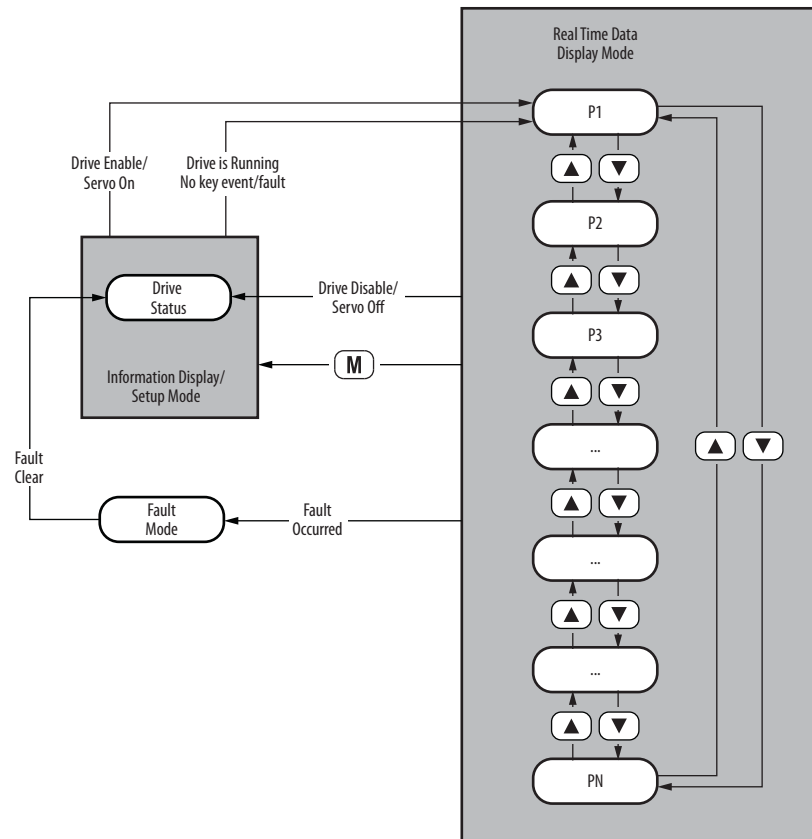 Real Time Data
Display Mode
P1
Drive Enable/
Servo On
Drive is Running
No key event/fault
▲ ▼
P2
Drive
Status
Drive Disable/
Servo Off
▲ ▼
P3
M
Information Display/
Setup Mode
▲ ▼
...
▲ ▼
Fault
Clear
Fault
Mode
Fault
Occurred
▲ ▼
...
▲ ▼
...
▲ ▼
PN